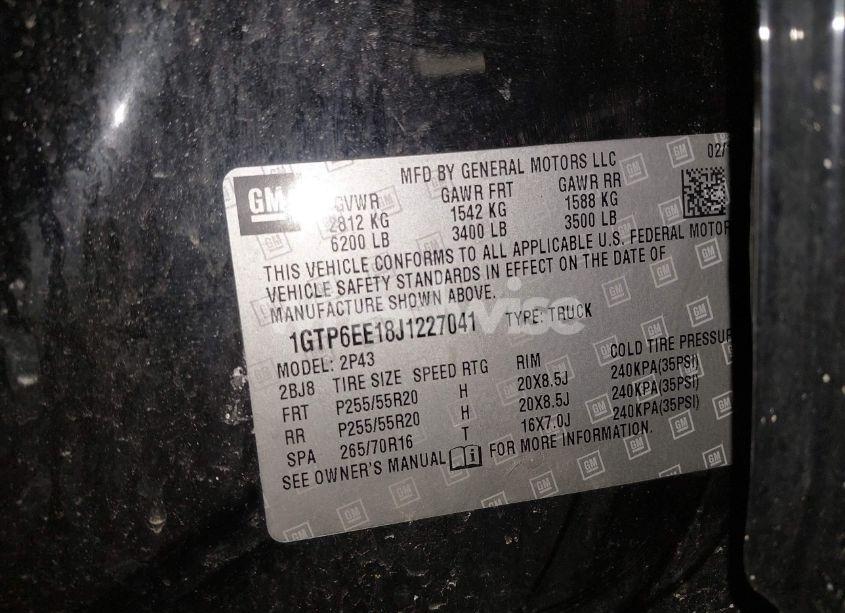 MFD BY GENERAL MOTORS LLC 02/
GM GVWR GAWR FRT GAWR RR
2812 KG 1542 KG 1588 KG
6200 LB 3400 LB 3500 LB
THIS VEHICLE CONFORMS TO ALL APPLICABLE U.S. FEDERAL MOTOR
VEHICLE SAFETY STANDARDS IN EFFECT ON THE DATE OF
MANUFACTURE SHOWN ABOVE.
1GTP6EE18J1227041 TYPE: TRUCK
MODEL: 2P43
2BJ8 TIRE SIZE SPEED RTG RIM COLD TIRE PRESSUR
FRT P255/55R20 H 20X8.5J 240KPA(35PSI)
RR P255/55R20 H 20X8.5J 240KPA(35PSI)
SPA 265/70R16 T 16X7.0J 240KPA(35PSI)
SEE OWNER'S MANUAL i FOR MORE INFORMATION.